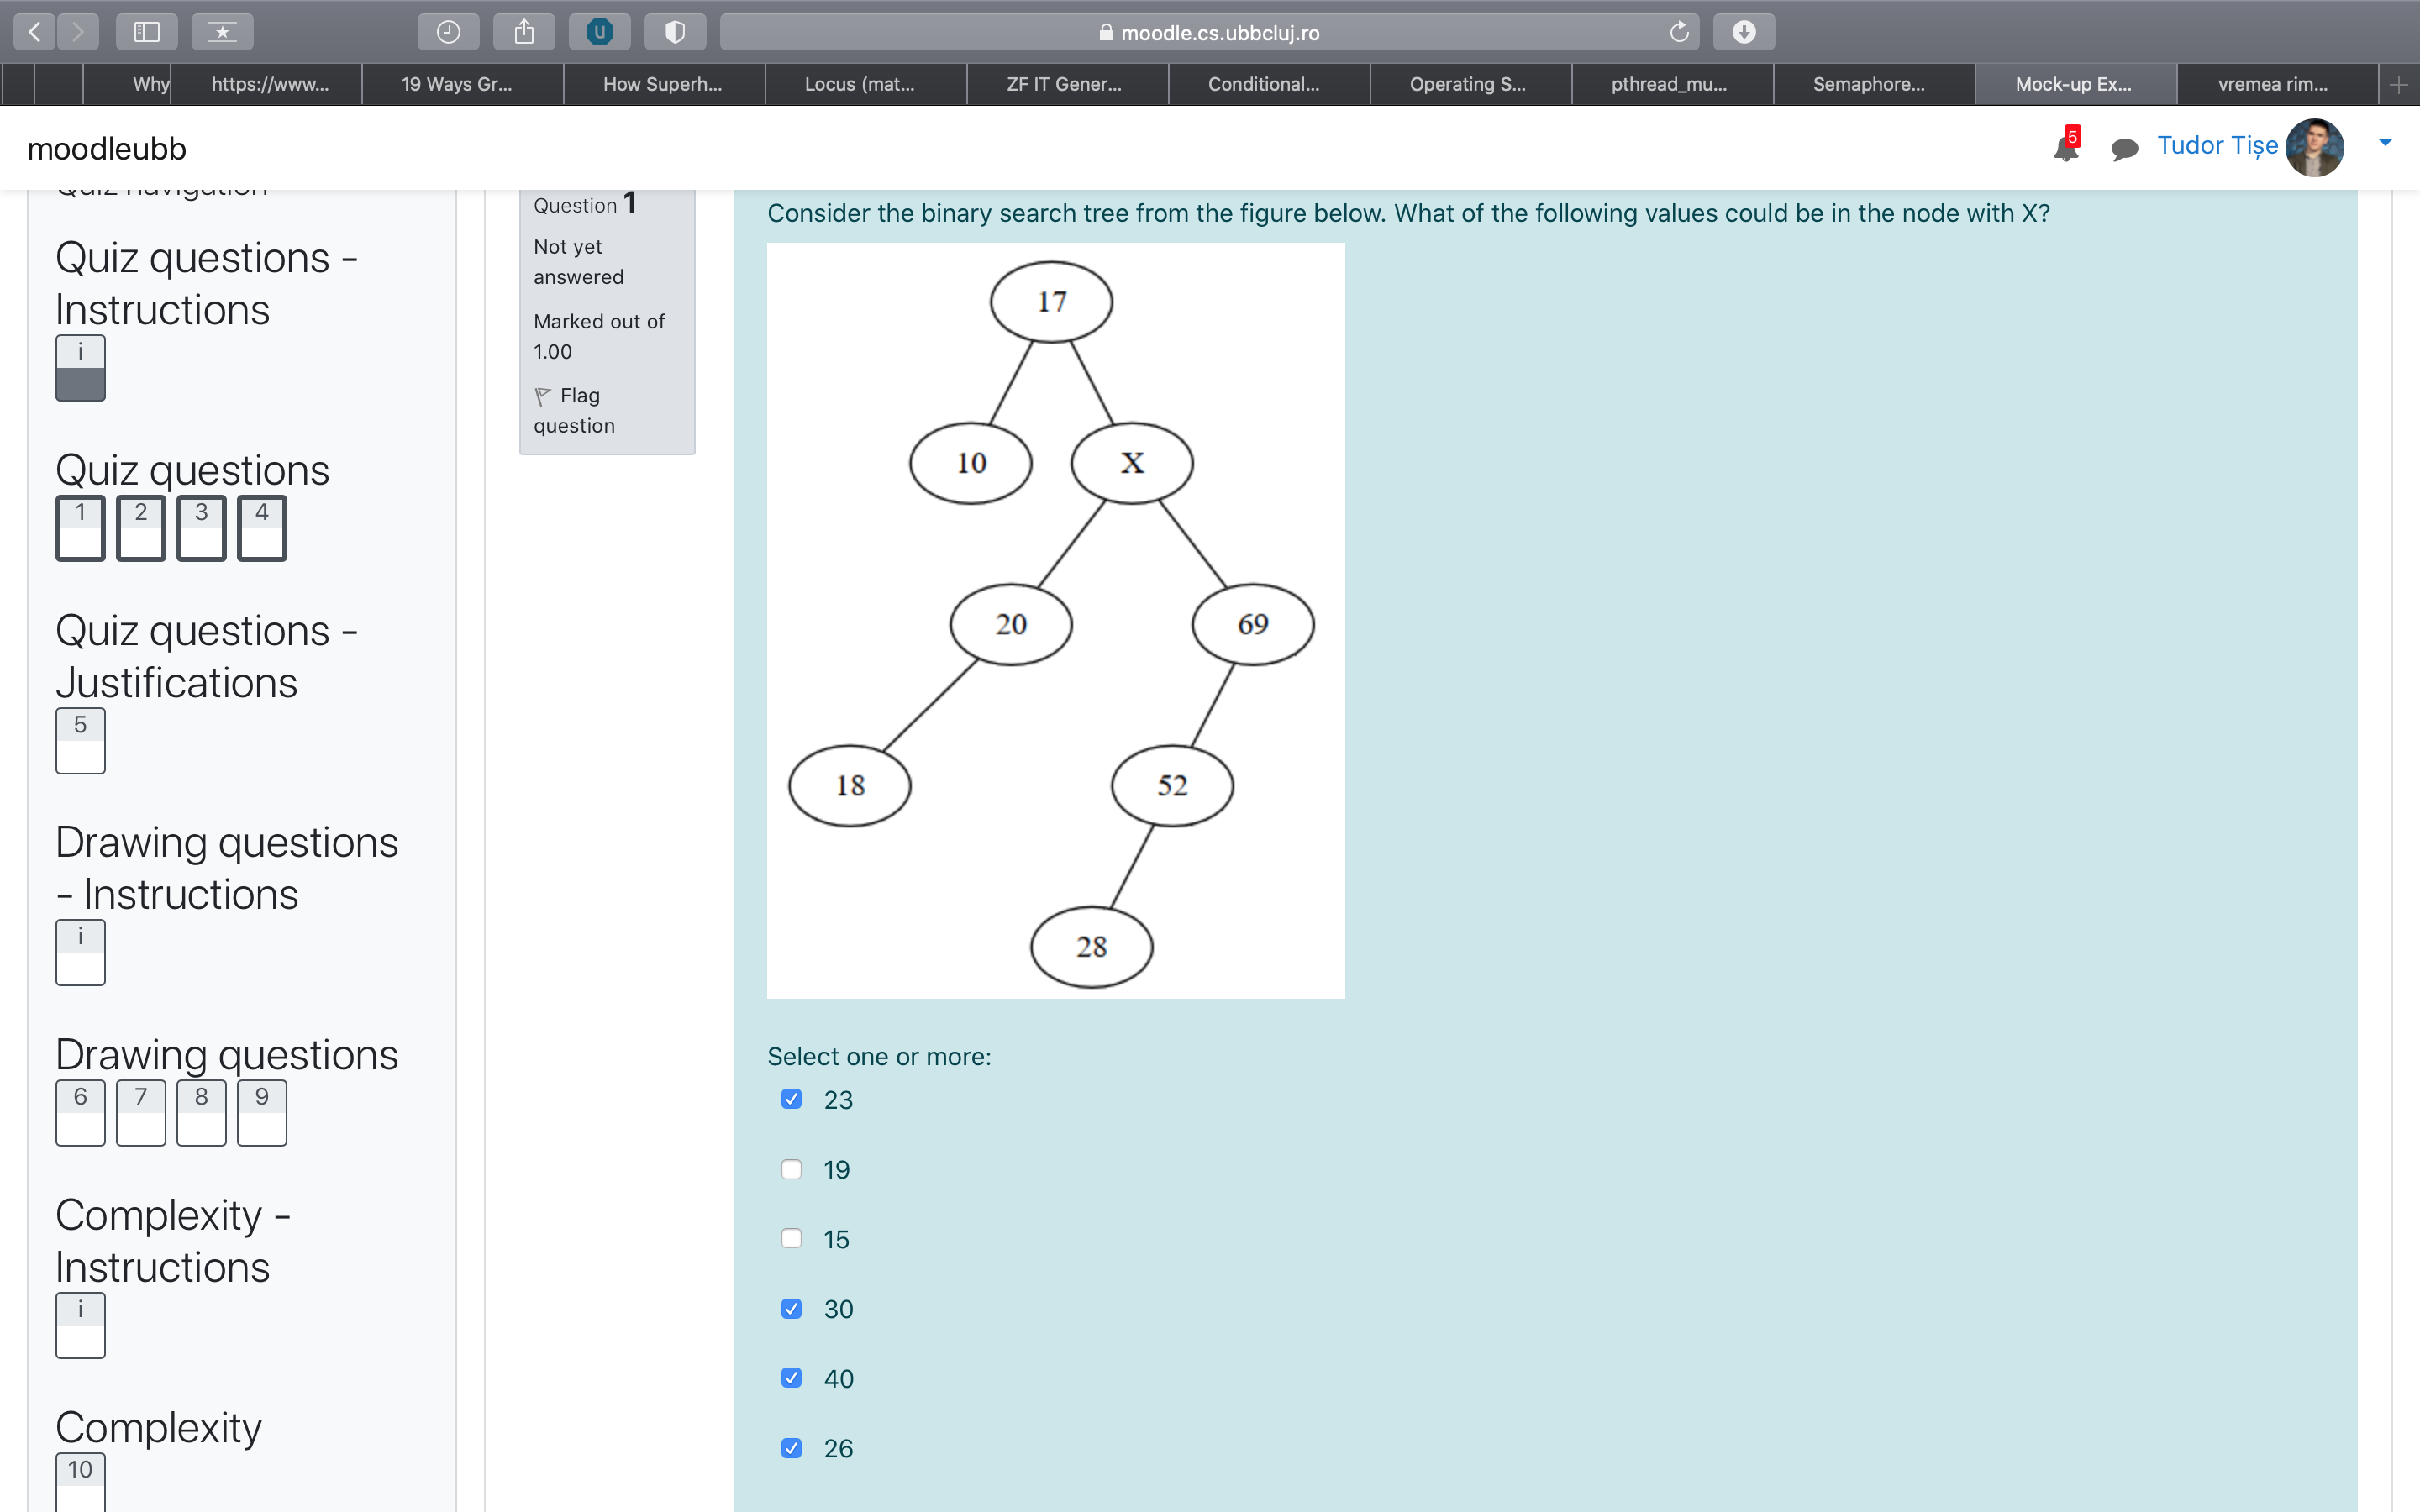 moodle.cs.ubbcluj.ro
Why
https://www...
19 Ways Gr...
How Superh...
Locus (mat...
ZF IT Gener...
Conditional...
Operating S...
pthread_mu...
Semaphore...
Mock-up Ex...
vremea rim...
moodleubb
5
Tudor Tișe
Quiz navigation
Quiz questions -
Instructions
i
Quiz questions
1 2 3 4
Quiz questions -
Justifications
5
Drawing questions
- Instructions
i
Drawing questions
6 7 8 9
Complexity -
Instructions
i
Complexity
10
Question 1
Not yet
answered
Marked out of
1.00
Flag
question
Consider the binary search tree from the figure below. What of the following values could be in the node with X?
17
10 X
20 69
18 52
28
Select one or more:
23
19
15
30
40
26